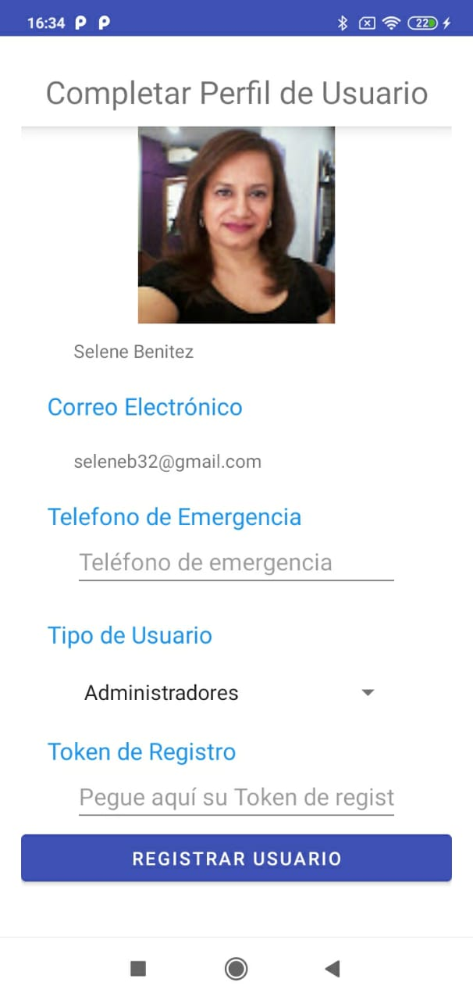 16:34
22
Completar Perfil de Usuario
Selene Benitez
Correo Electrónico
seleneb32@gmail.com
Telefono de Emergencia
Teléfono de emergencia
Tipo de Usuario
Administradores
Token de Registro
Pegue aquí su Token de regist
REGISTRAR USUARIO